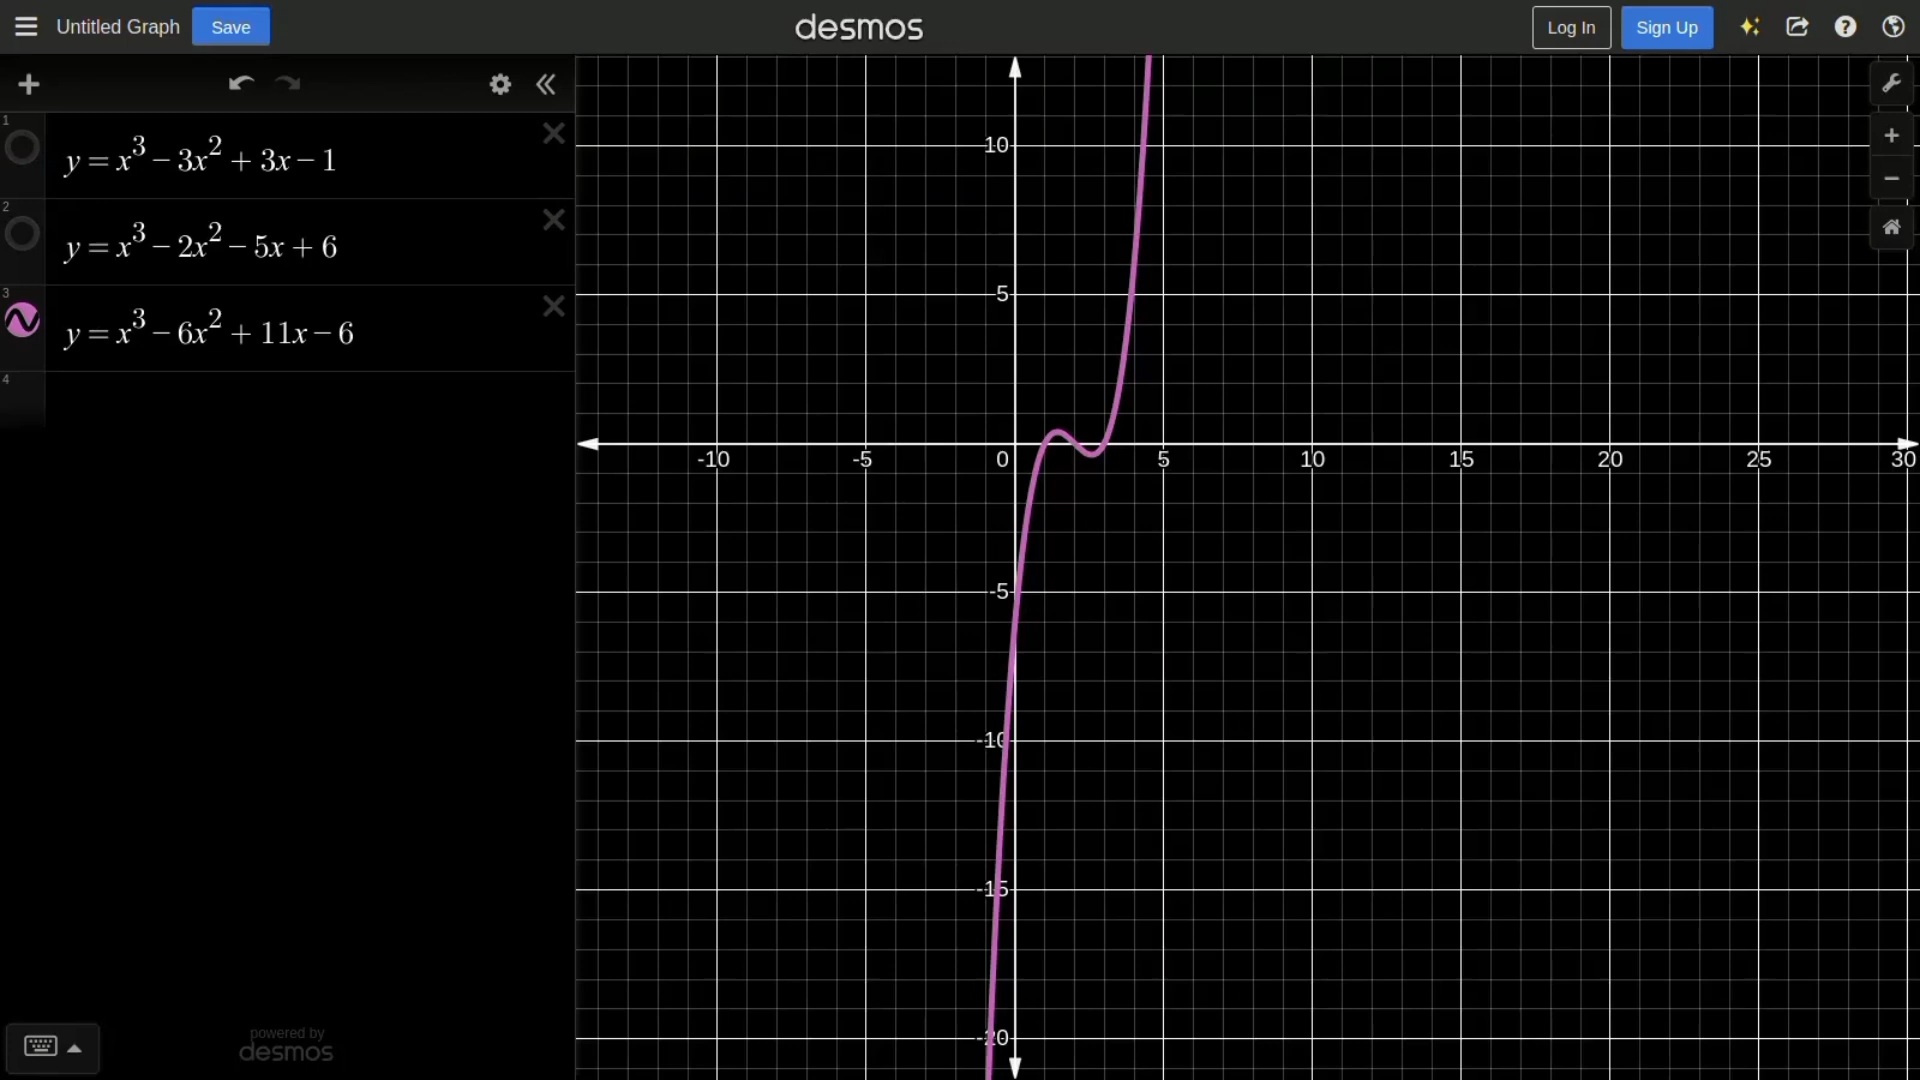 Untitled Graph Save desmos Log In Sign Up
1
y = x³ − 3x² + 3x − 1
2
y = x³ − 2x² − 5x + 6
3
y = x³ − 6x² + 11x − 6
4
10
5
-10 -5 0 5 10 15 20 25 30
-5
-10
-15
-20
powered by
desmos